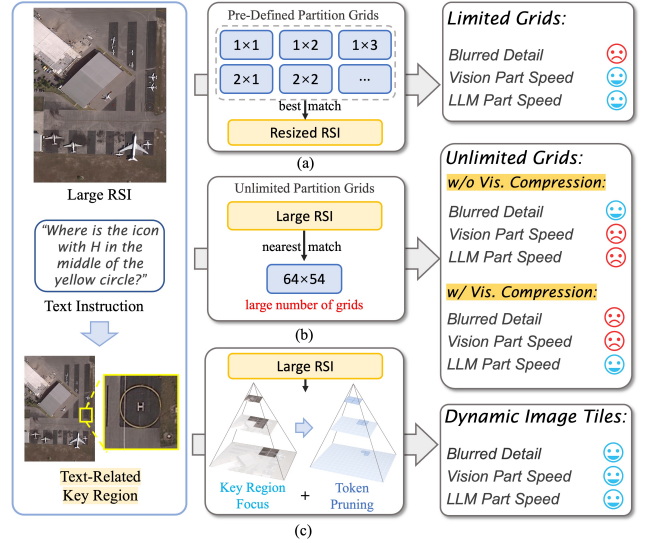 Large RSI
“Where is the icon
with H in the
middle of the
yellow circle?”
Text Instruction
H
Text-Related
Key Region
Pre-Defined Partition Grids
1×1 1×2 1×3
2×1 2×2 ...
best match
Resized RSI
(a)
Unlimited Partition Grids
Large RSI
nearest match
64×54
large number of grids
(b)
Large RSI
Key Region
Focus
+
Token
Pruning
(c)
Limited Grids:
Blurred Detail
Vision Part Speed
LLM Part Speed
Unlimited Grids:
w/o Vis. Compression:
Blurred Detail
Vision Part Speed
LLM Part Speed
w/ Vis. Compression:
Blurred Detail
Vision Part Speed
LLM Part Speed
Dynamic Image Tiles:
Blurred Detail
Vision Part Speed
LLM Part Speed